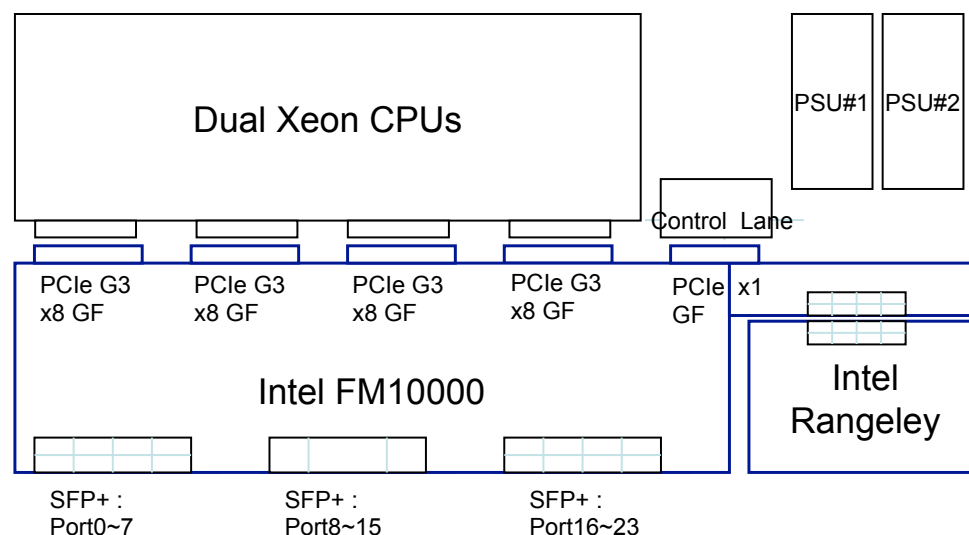 Dual Xeon CPUs
PSU#1
PSU#2
Control Lane
PCIe G3
x8 GF
PCIe G3
x8 GF
PCIe G3
x8 GF
PCIe G3
x8 GF
PCIe x1
GF
Intel FM10000
Intel
Rangeley
SFP+ :
Port0~7
SFP+ :
Port8~15
SFP+ :
Port16~23